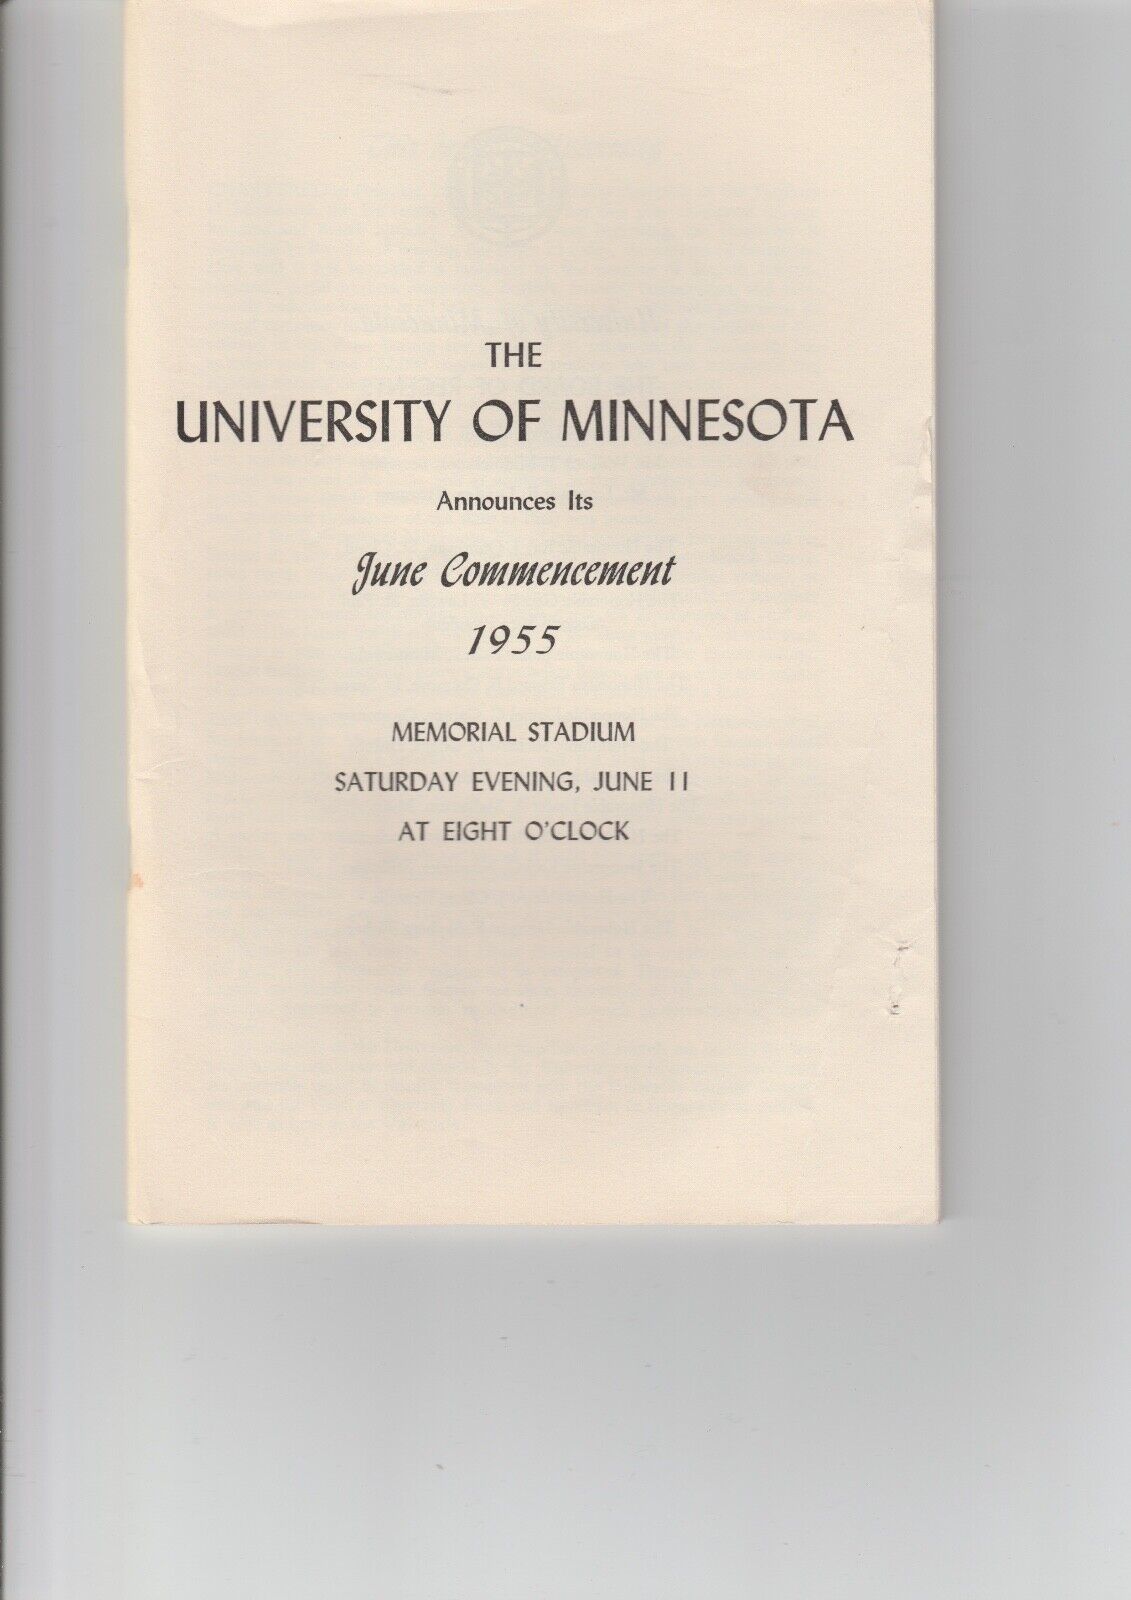 THE
UNIVERSITY OF MINNESOTA
Announces Its
June Commencement
1955
MEMORIAL STADIUM
SATURDAY EVENING, JUNE 11
AT EIGHT O'CLOCK